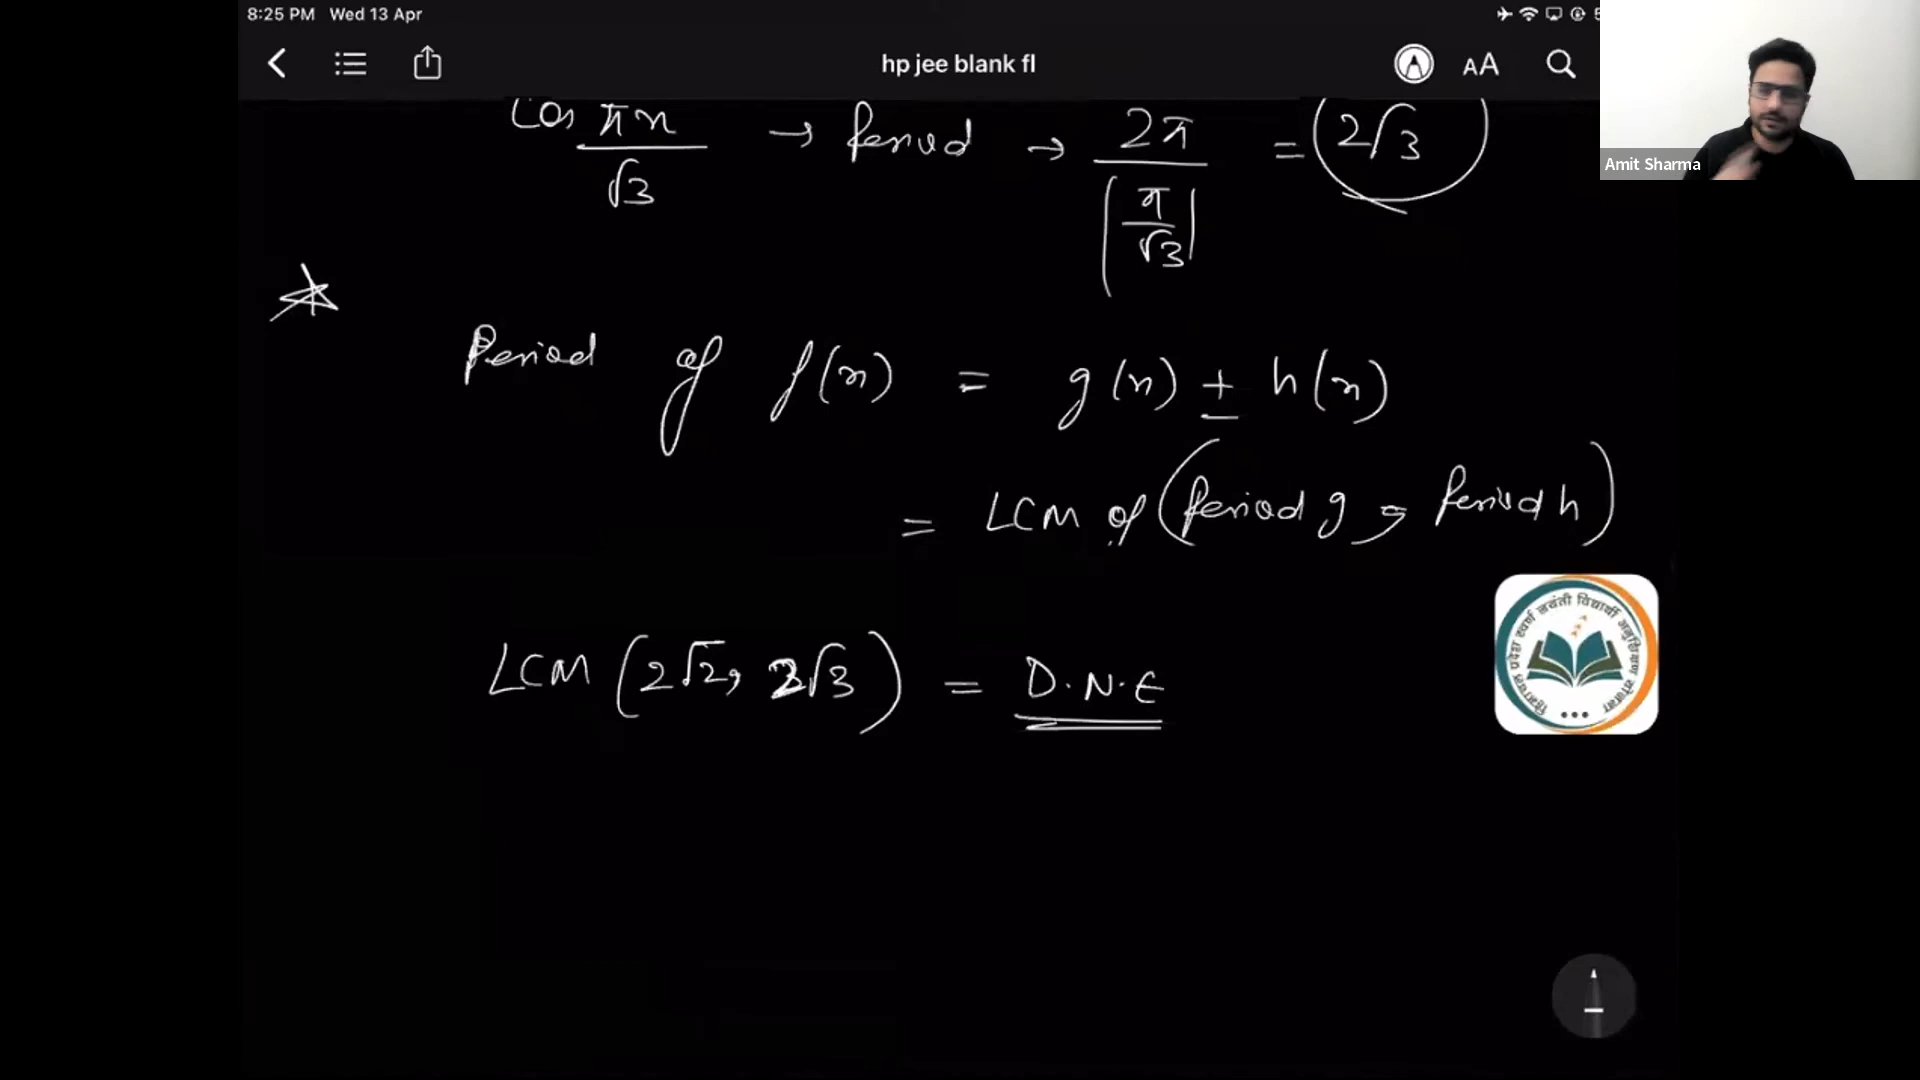 8:25 PM Wed 13 Apr
hp jee blank fl
AA
Amit Sharma
Cos πx/√3 → Period → 2π/|π/√3| = 2√3
Period of f(x) = g(x) ± h(x)
= LCM of (Period g, Period h)
LCM (2√2, 2√3) = D.N.E